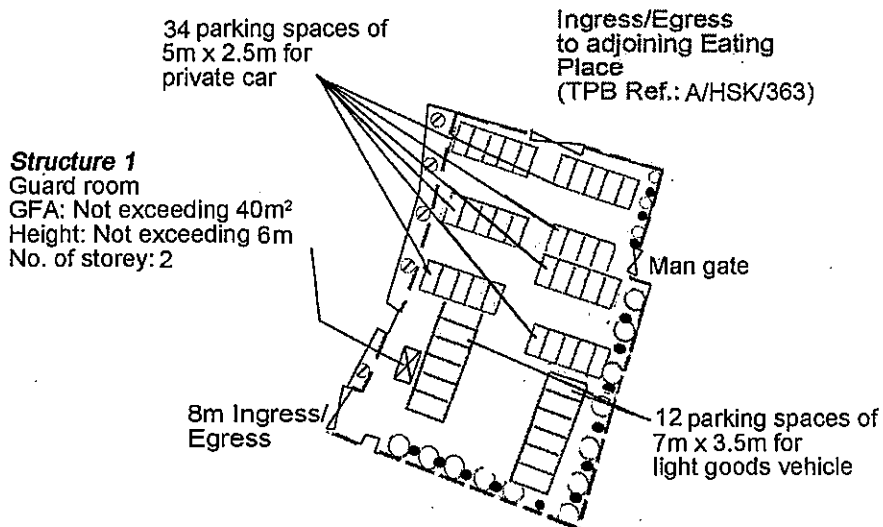 34 parking spaces of
5m x 2.5m for
private car
Ingress/Egress
to adjoining Eating
Place
(TPB Ref.: A/HSK/363)
Structure 1
Guard room
GFA: Not exceeding 40m²
Height: Not exceeding 6m
No. of storey: 2
Man gate
8m Ingress/
Egress
12 parking spaces of
7m x 3.5m for
light goods vehicle